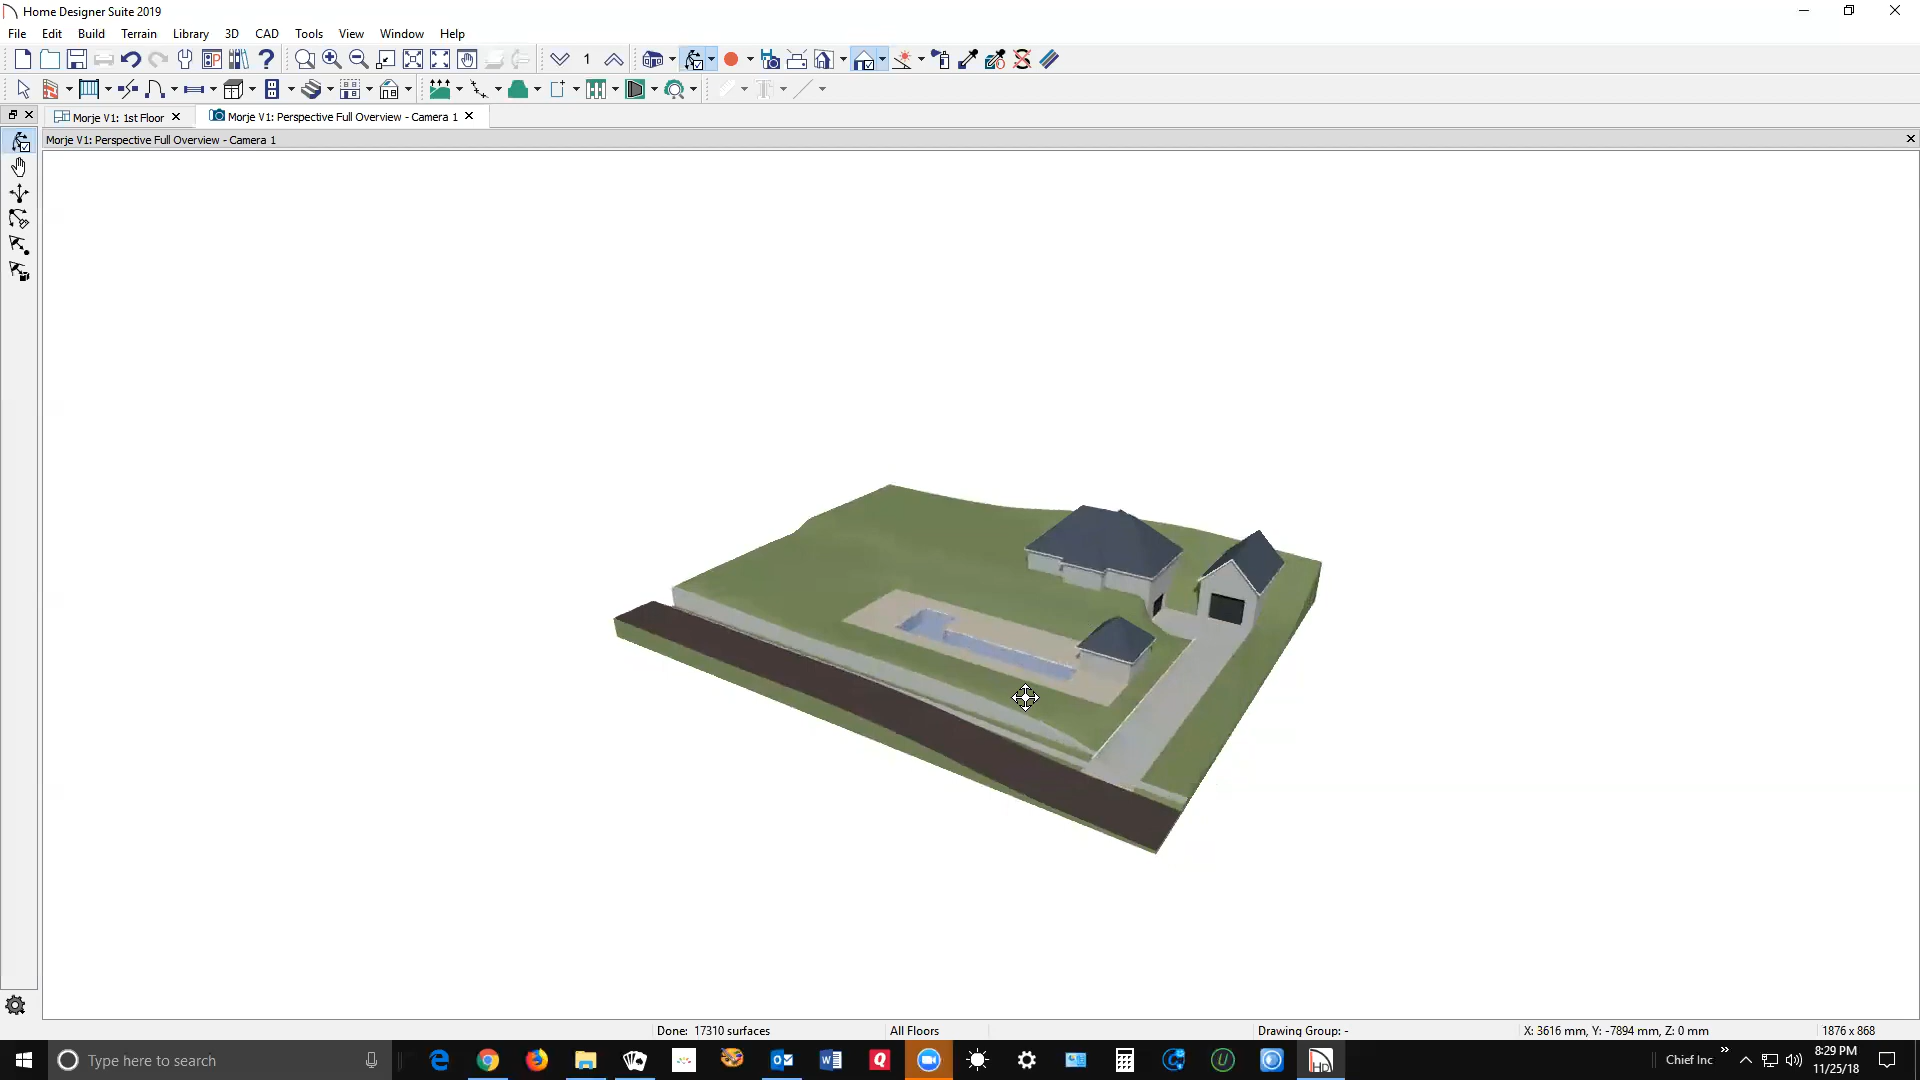 Home Designer Suite 2019
File Edit Build Terrain Library 3D CAD Tools View Window Help
1
Morje V1: 1st Floor
Morje V1: Perspective Full Overview - Camera 1
Morje V1: Perspective Full Overview - Camera 1
Done: 17310 surfaces
All Floors
Drawing Group: -
X: 3616 mm, Y: -7894 mm, Z: 0 mm
1876 x 868
Type here to search
Chief Inc
8:29 PM
11/25/18